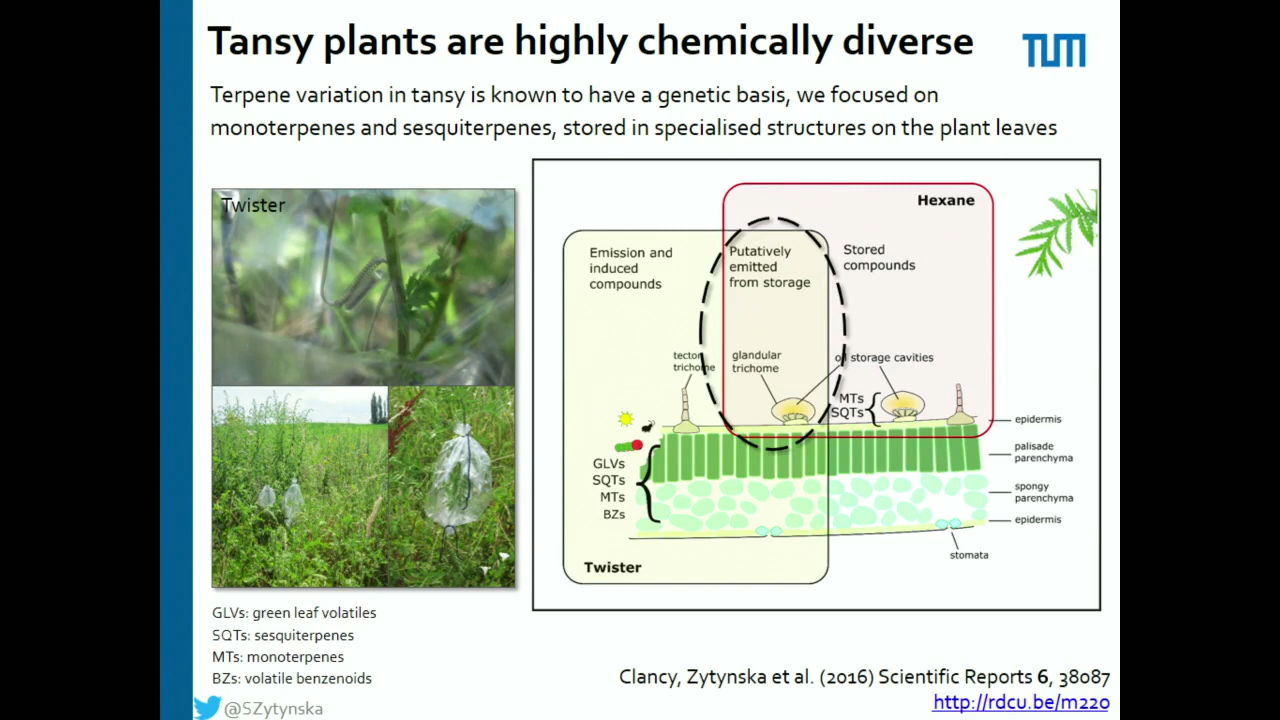 Tansy plants are highly chemically diverse
TUM
Terpene variation in tansy is known to have a genetic basis, we focused on
monoterpenes and sesquiterpenes, stored in specialised structures on the plant leaves
Twister
Hexane
Emission and
induced
compounds
Putatively
emitted
from storage
Stored
compounds
tector
trichome
glandular
trichome
oil storage cavities
MTs
SQTs
GLVs
SQTs
MTs
BZs
epidermis
palisade
parenchyma
spongy
parenchyma
epidermis
stomata
Twister
GLVs: green leaf volatiles
SQTs: sesquiterpenes
MTs: monoterpenes
BZs: volatile benzenoids
Clancy, Zytynska et al. (2016) Scientific Reports 6, 38087
http://rdcu.be/m22o
@SZytynska